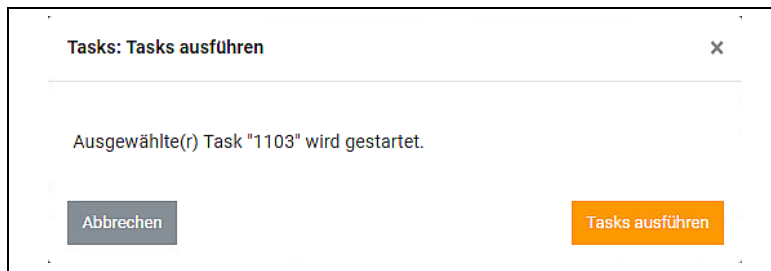 Tasks: Tasks ausführen ×
Ausgewählte(r) Task "1103" wird gestartet.
Abbrechen Tasks ausführen